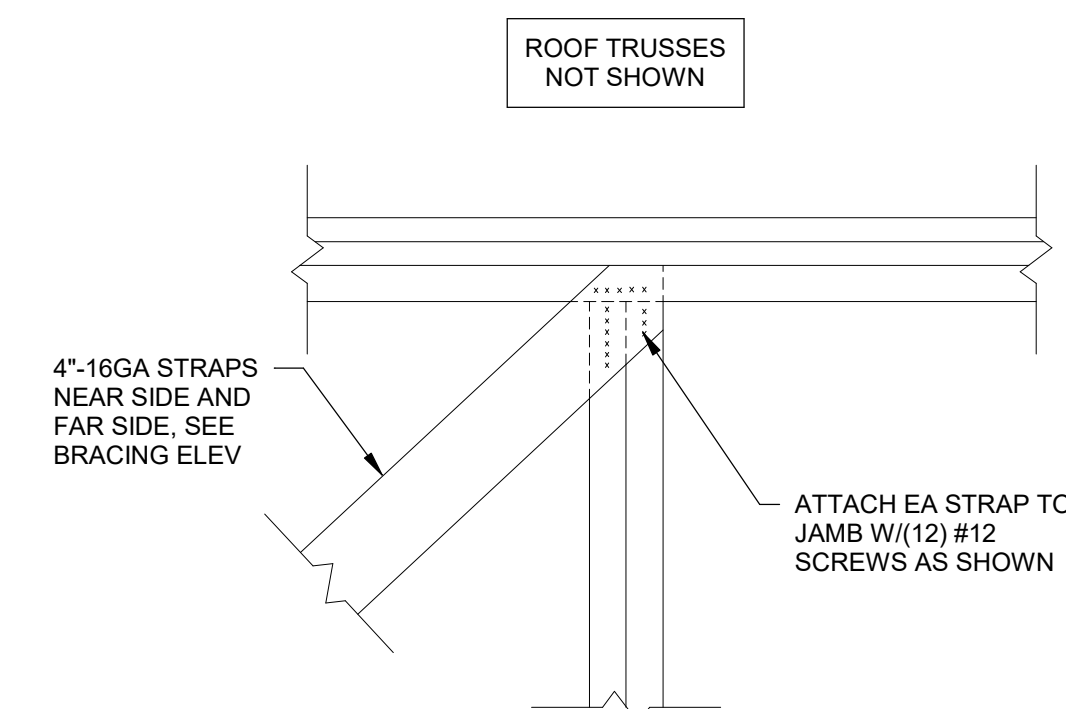 ROOF TRUSSES
NOT SHOWN
4"-16GA STRAPS
NEAR SIDE AND
FAR SIDE, SEE
BRACING ELEV
ATTACH EA STRAP TO
JAMB W/(12) #12
SCREWS AS SHOWN